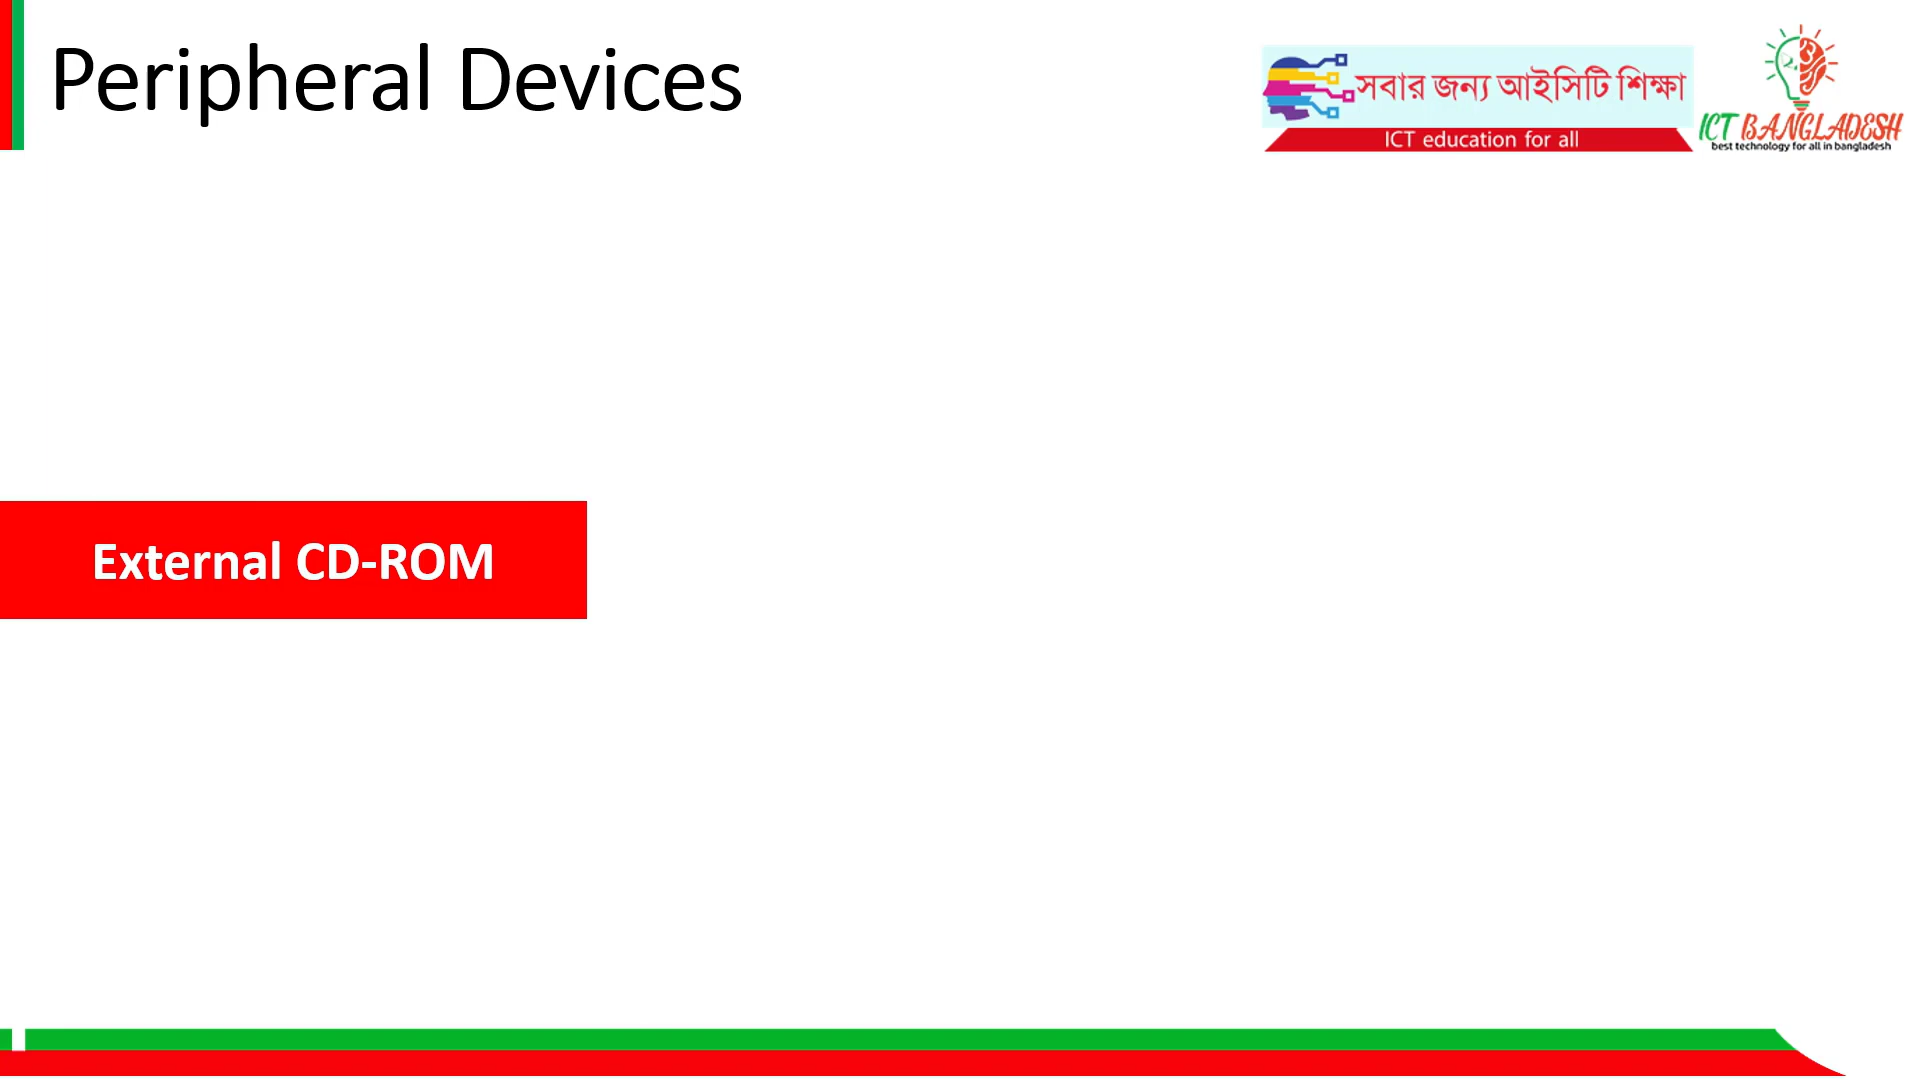 Peripheral Devices
সবার জন্য আইসিটি শিক্ষা
ICT education for all
ICT BANGLADESH
best technology for all in bangladesh
External CD-ROM